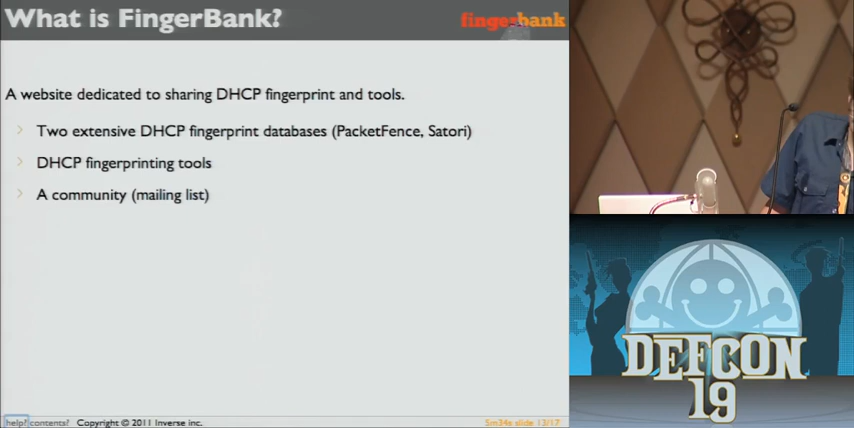 What is FingerBank?
fingerbank
A website dedicated to sharing DHCP fingerprint and tools.
Two extensive DHCP fingerprint databases (PacketFence, Satori)
DHCP fingerprinting tools
A community (mailing list)
help? contents? Copyright © 2011 Inverse inc.
5m34s slide 13/17
DEFCON
19